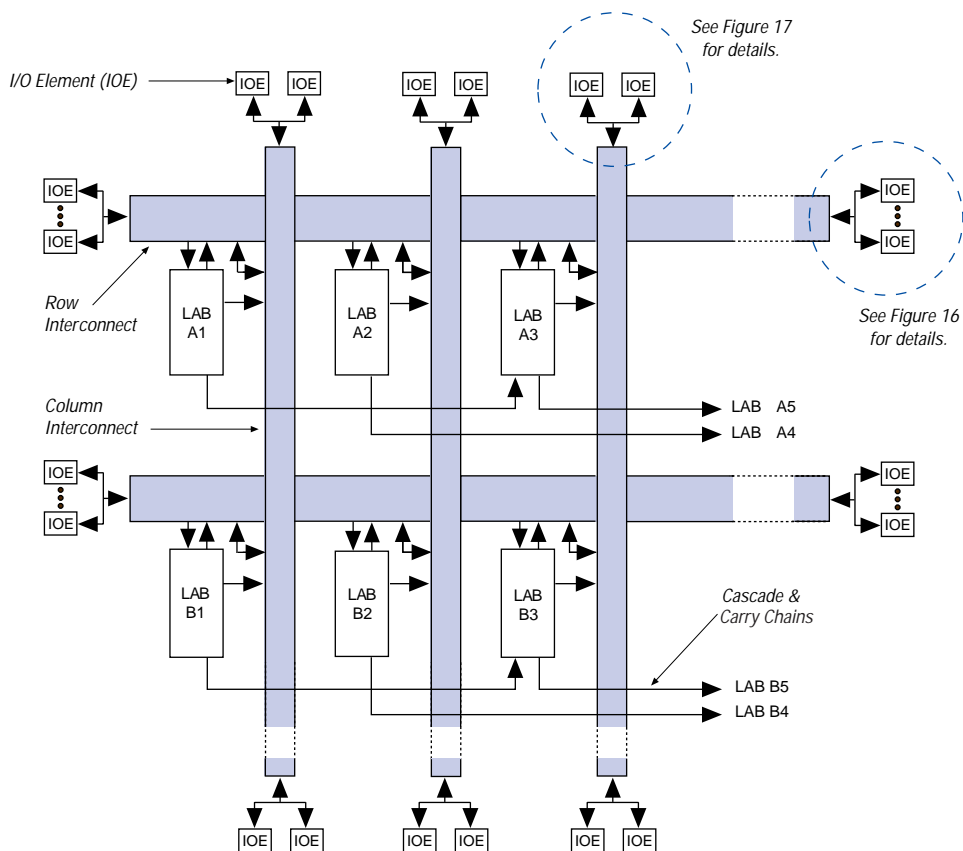 See Figure 17
for details.
I/O Element (IOE)
IOE IOE IOE IOE IOE IOE
IOE IOE
IOE IOE
Row
Interconnect
LAB
A1
LAB
A2
LAB
A3
See Figure 16
for details.
Column
Interconnect
LAB A5
LAB A4
IOE IOE
IOE IOE
LAB
B1
LAB
B2
LAB
B3
Cascade &
Carry Chains
LAB B5
LAB B4
IOE IOE IOE IOE IOE IOE